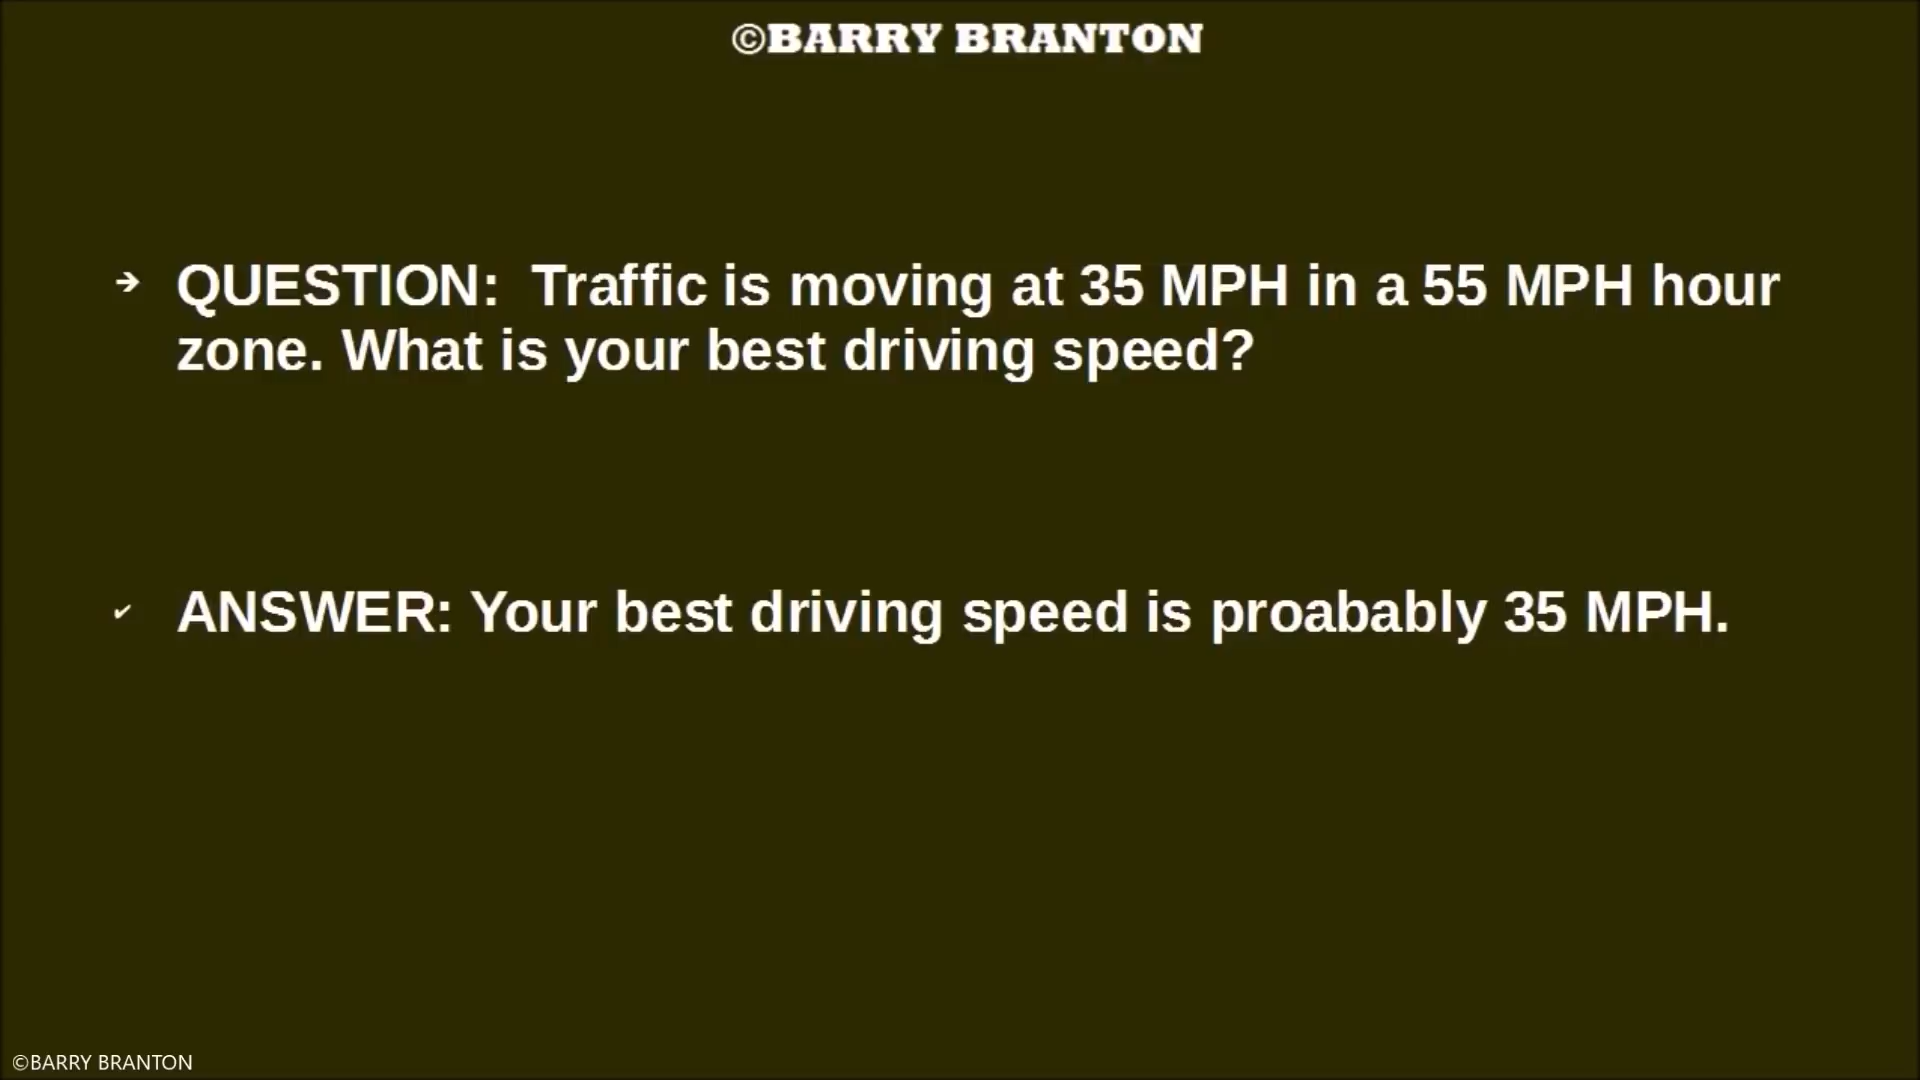 ©BARRY BRANTON
➔ QUESTION:  Traffic is moving at 35 MPH in a 55 MPH hour
zone. What is your best driving speed?
✔ ANSWER: Your best driving speed is proabably 35 MPH.
©BARRY BRANTON